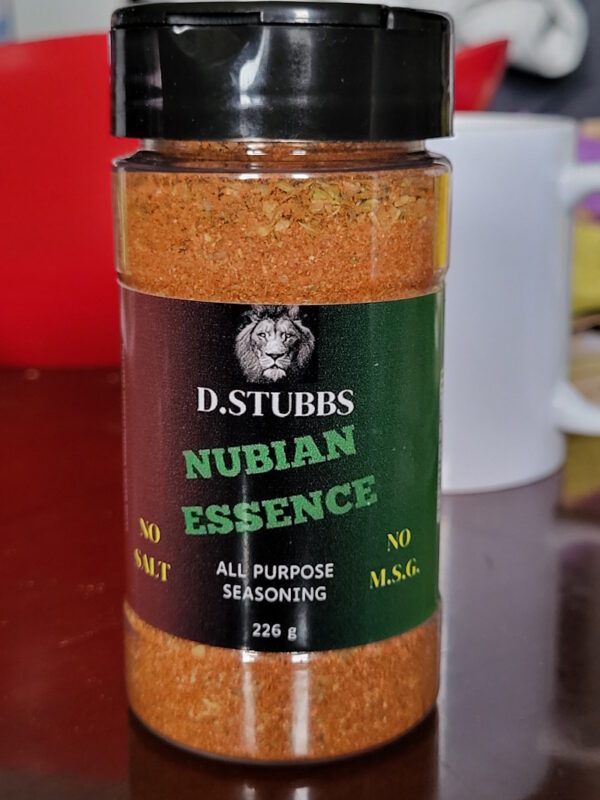 D.STUBBS
NUBIAN
ESSENCE
NO
SALT
NO
M.S.G.
ALL PURPOSE
SEASONING
226 g